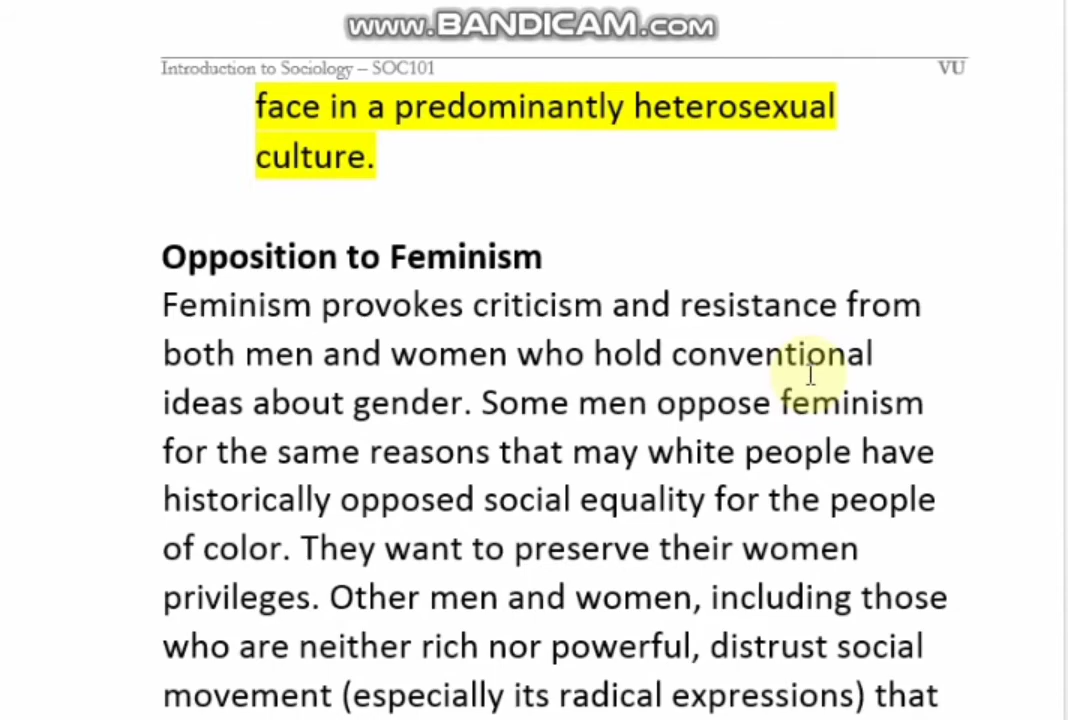 www.BANDICAM.com
Introduction to Sociology – SOC101 VU
face in a predominantly heterosexual
culture.
Opposition to Feminism
Feminism provokes criticism and resistance from
both men and women who hold conventional
ideas about gender. Some men oppose feminism
for the same reasons that may white people have
historically opposed social equality for the people
of color. They want to preserve their women
privileges. Other men and women, including those
who are neither rich nor powerful, distrust social
movement (especially its radical expressions) that